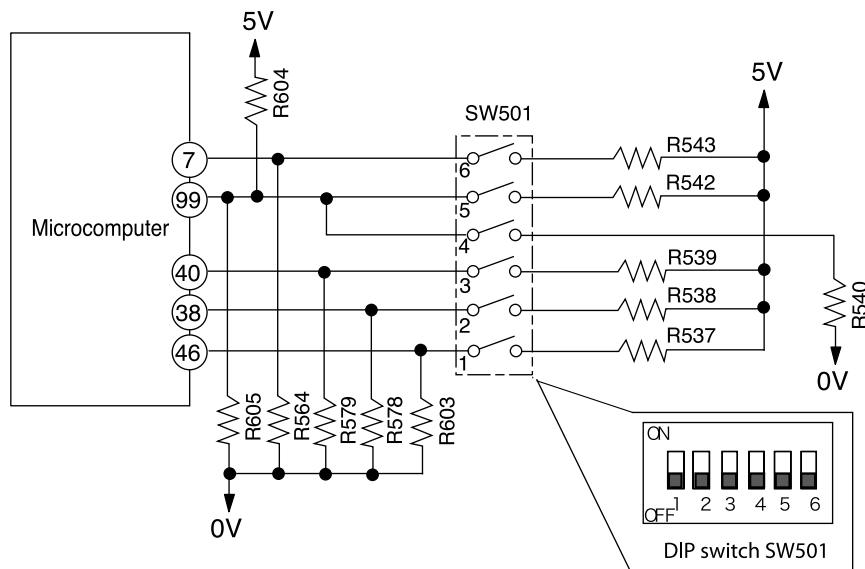 5V
R604
5V
SW501
R543
7
6
R542
99
5
Microcomputer
4
R539
40
3
R538
38
2
R540
R537
46
1
0V
R605
R564
R579
R578
R603
0V
ON
1 2 3 4 5 6
OFF
DIP switch SW501